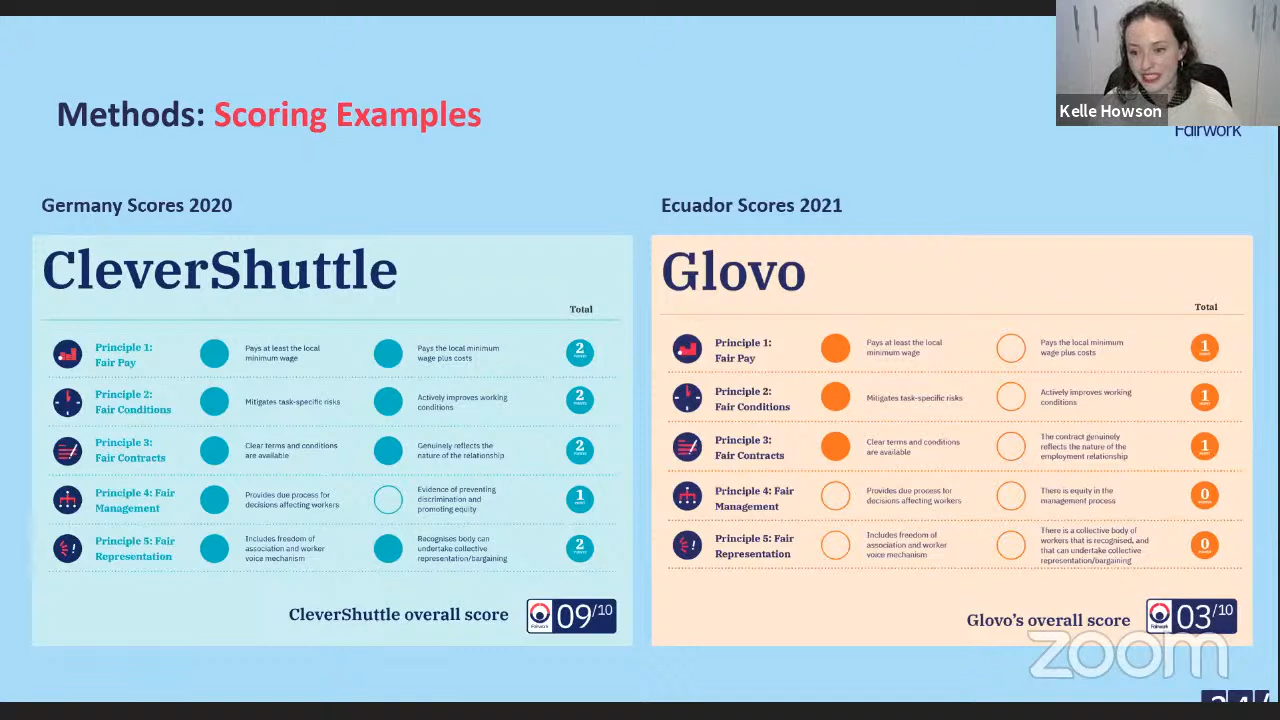 Methods: Scoring Examples
Kelle Howson
Fairwork
Germany Scores 2020
CleverShuttle
Total
Principle 1:
Fair Pay
Pays at least the local
minimum wage
Pays the local minimum
wage plus costs
2
Principle 2:
Fair Conditions
Mitigates task-specific risks
Actively improves working
conditions
2
Principle 3:
Fair Contracts
Clear terms and conditions
are available
Genuinely reflects the
nature of the relationship
2
Principle 4: Fair
Management
Provides due process for
decisions affecting workers
Evidence of preventing
discrimination and
promoting equity
1
Principle 5: Fair
Representation
Includes freedom of
association and worker
voice mechanism
Recognises body can
undertake collective
representation/bargaining
2
CleverShuttle overall score
Fairwork
09/10
Ecuador Scores 2021
Glovo
Total
Principle 1:
Fair Pay
Pays at least the local
minimum wage
Pays the local minimum
wage plus costs
1
Principle 2:
Fair Conditions
Mitigates task-specific risks
Actively improves working
conditions
1
Principle 3:
Fair Contracts
Clear terms and conditions
are available
The contract genuinely
reflects the nature of the
employment relationship
1
Principle 4: Fair
Management
Provides due process for
decisions affecting workers
There is equity in the
management process
0
Principle 5: Fair
Representation
Includes freedom of
association and worker
voice mechanism
There is a collective body of
workers that is recognised, and
that can undertake collective
representation/bargaining
0
Glovo's overall score
Fairwork
03/10
zoom